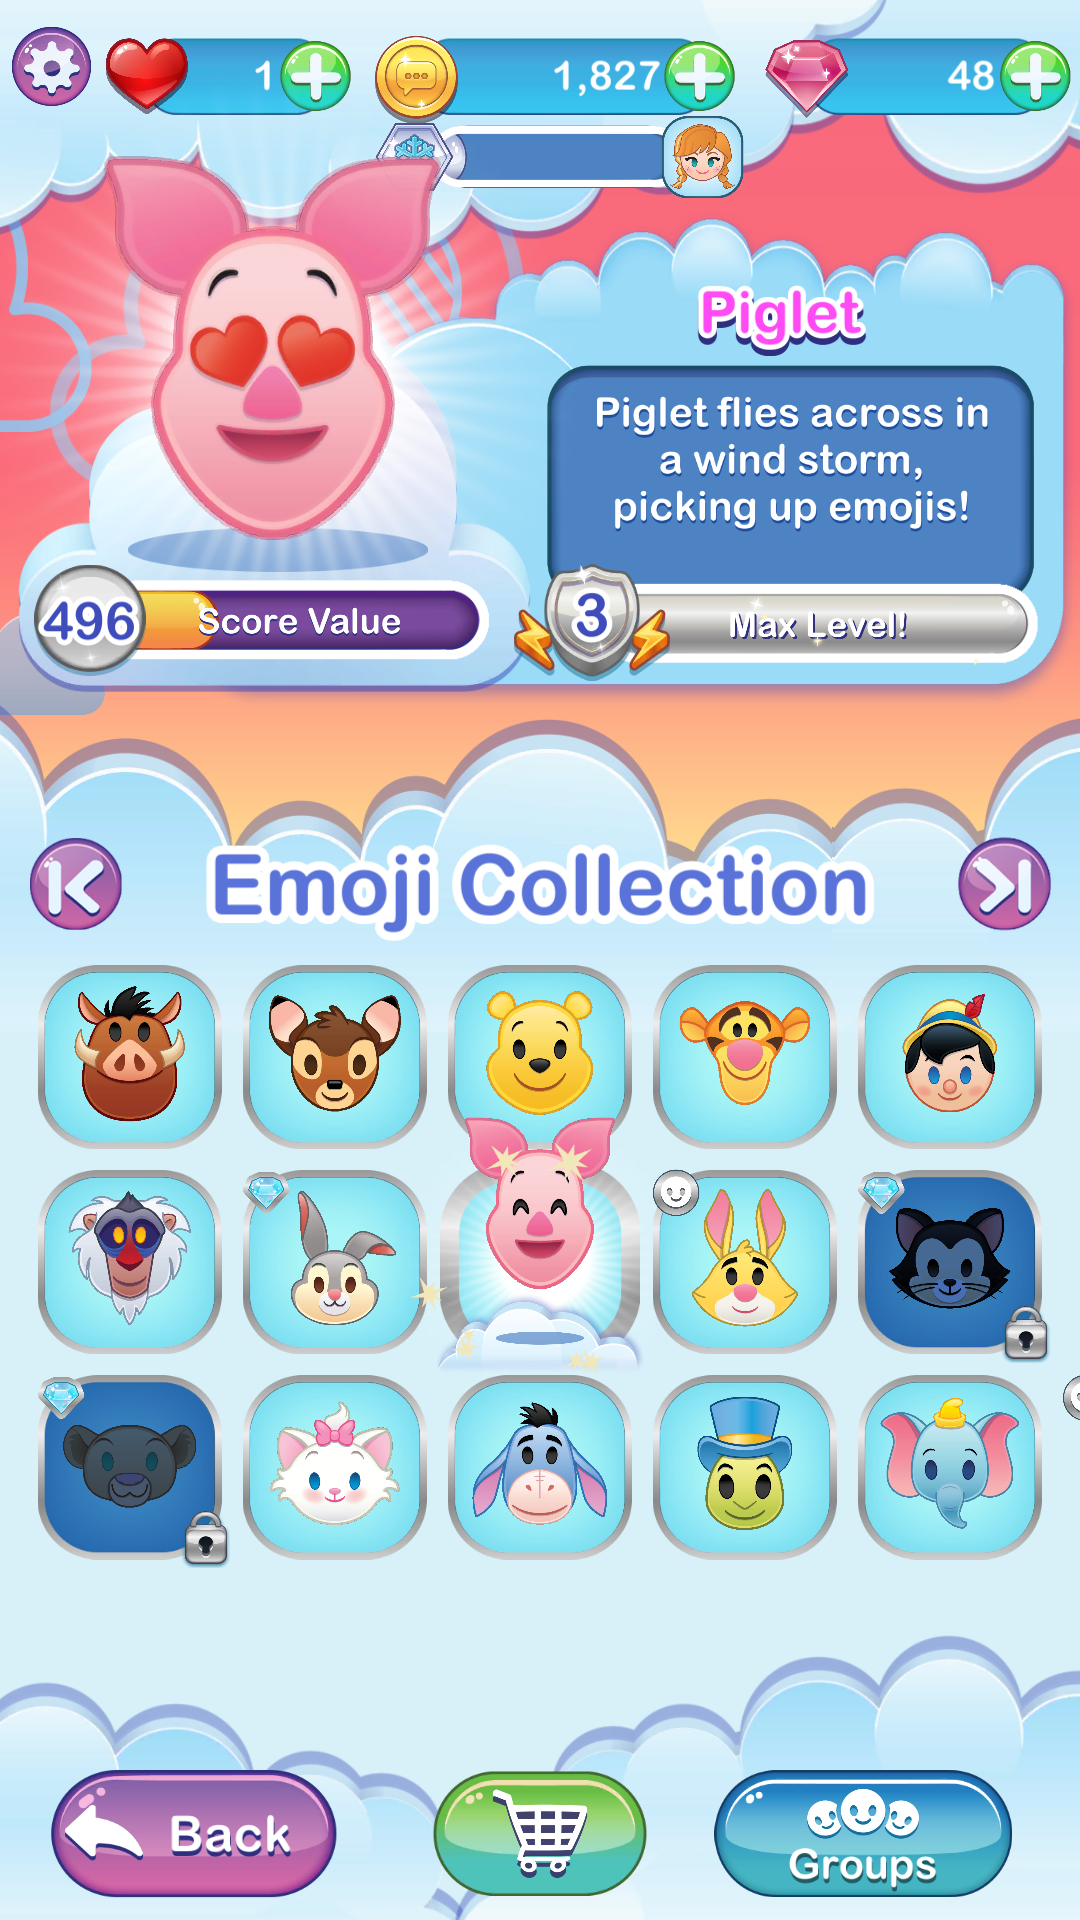 1
1,827
48
Piglet
Piglet flies across in
a wind storm,
picking up emojis!
496
Score Value
3
Max Level!
Emoji Collection
Back
Groups